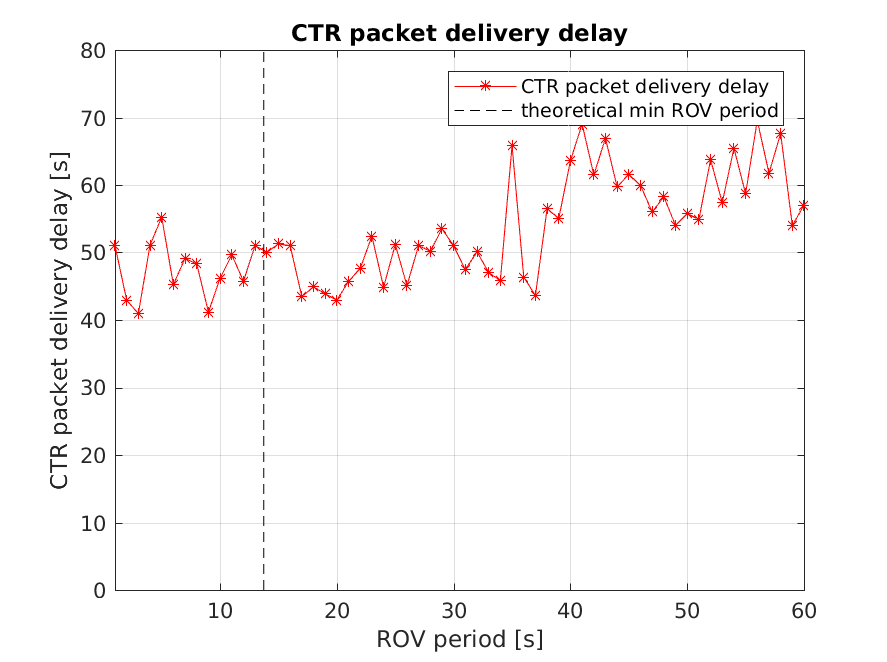 CTR packet delivery delay
CTR packet delivery delay
theoretical min ROV period
CTR packet delivery delay [s]
80
70
60
50
40
30
20
10
0
10 20 30 40 50 60
ROV period [s]